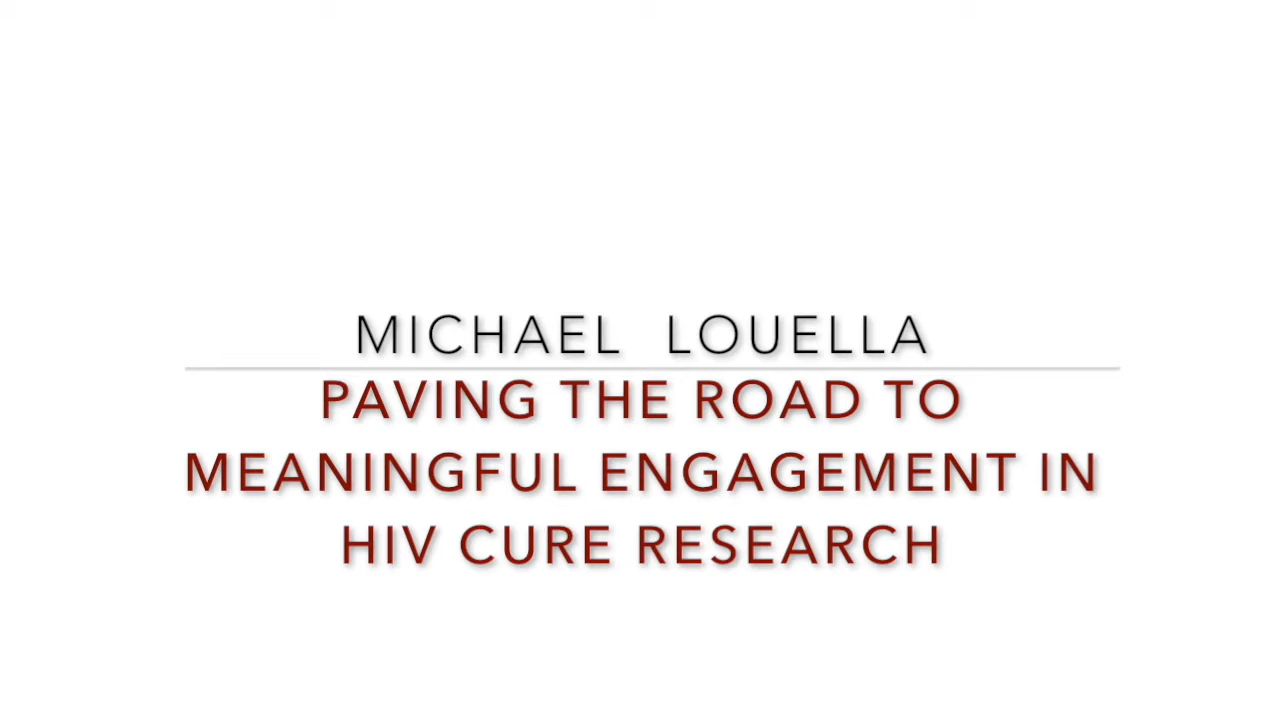 MICHAEL LOUELLA
PAVING THE ROAD TO
MEANINGFUL ENGAGEMENT IN
HIV CURE RESEARCH